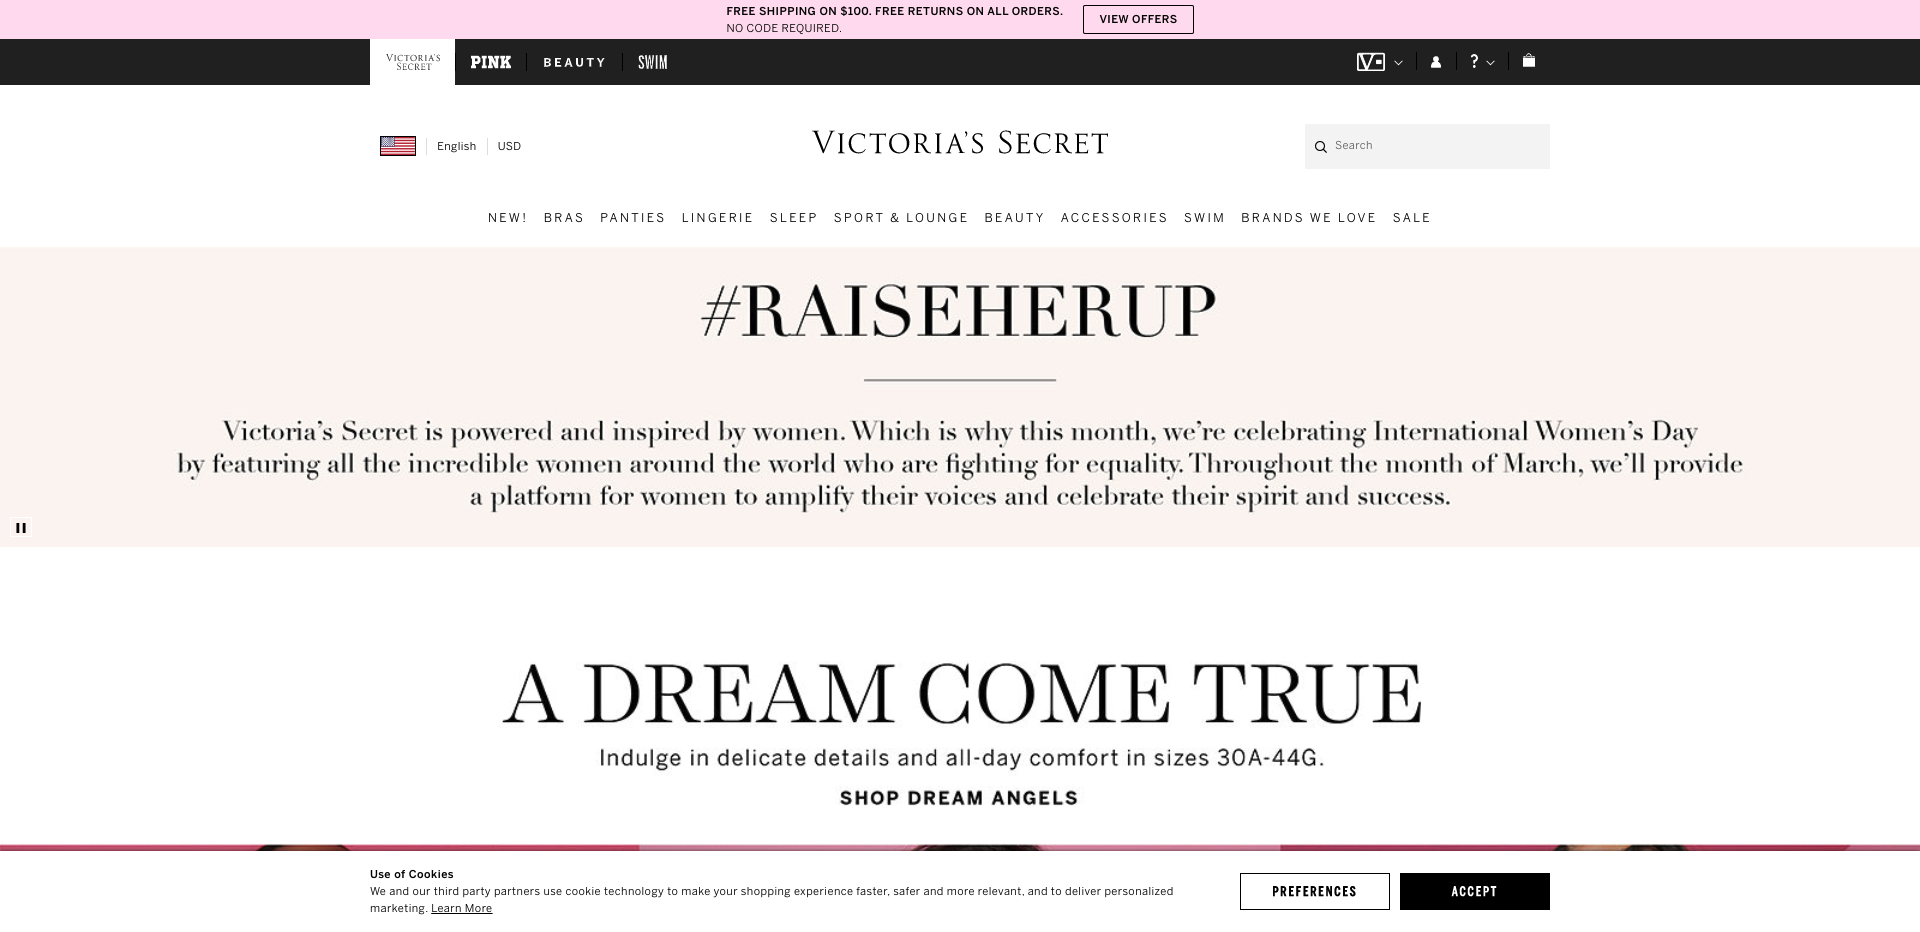 FREE SHIPPING ON $100. FREE RETURNS ON ALL ORDERS.
NO CODE REQUIRED.
VIEW OFFERS
VICTORIA'S
SECRET
PINK
BEAUTY
SWIM
?
English
USD
VICTORIA'S SECRET
Search
NEW! BRAS PANTIES LINGERIE SLEEP SPORT & LOUNGE BEAUTY ACCESSORIES SWIM BRANDS WE LOVE SALE
#RAISEHERUP
Victoria's Secret is powered and inspired by women. Which is why this month, we're celebrating International Women's Day
by featuring all the incredible women around the world who are fighting for equality. Throughout the month of March, we'll provide
a platform for women to amplify their voices and celebrate their spirit and success.
A DREAM COME TRUE
Indulge in delicate details and all-day comfort in sizes 30A-44G.
SHOP DREAM ANGELS
Use of Cookies
We and our third party partners use cookie technology to make your shopping experience faster, safer and more relevant, and to deliver personalized
marketing. Learn More
PREFERENCES
ACCEPT